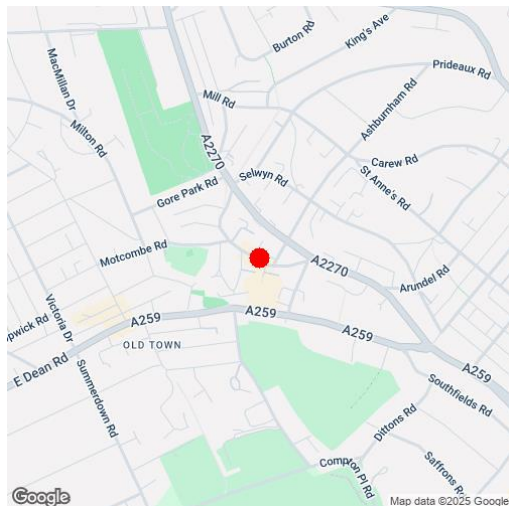 Burton Rd
King's Ave
MacMillan Dr
Prideaux Rd
Mill Rd
Ashburnham Rd
Milton Rd
A2270
Carew Rd
Selwyn Rd
St Anne's Rd
Gore Park Rd
Motcombe Rd
A2270
Arundel Rd
Victoria Dr
A259
A259
A259
OLD TOWN
E Dean Rd
A259
Summerdown Rd
Southfields Rd
Dittons Rd
Compton Pl Rd
Saffrons Rd
Google
Map data ©2025 Google